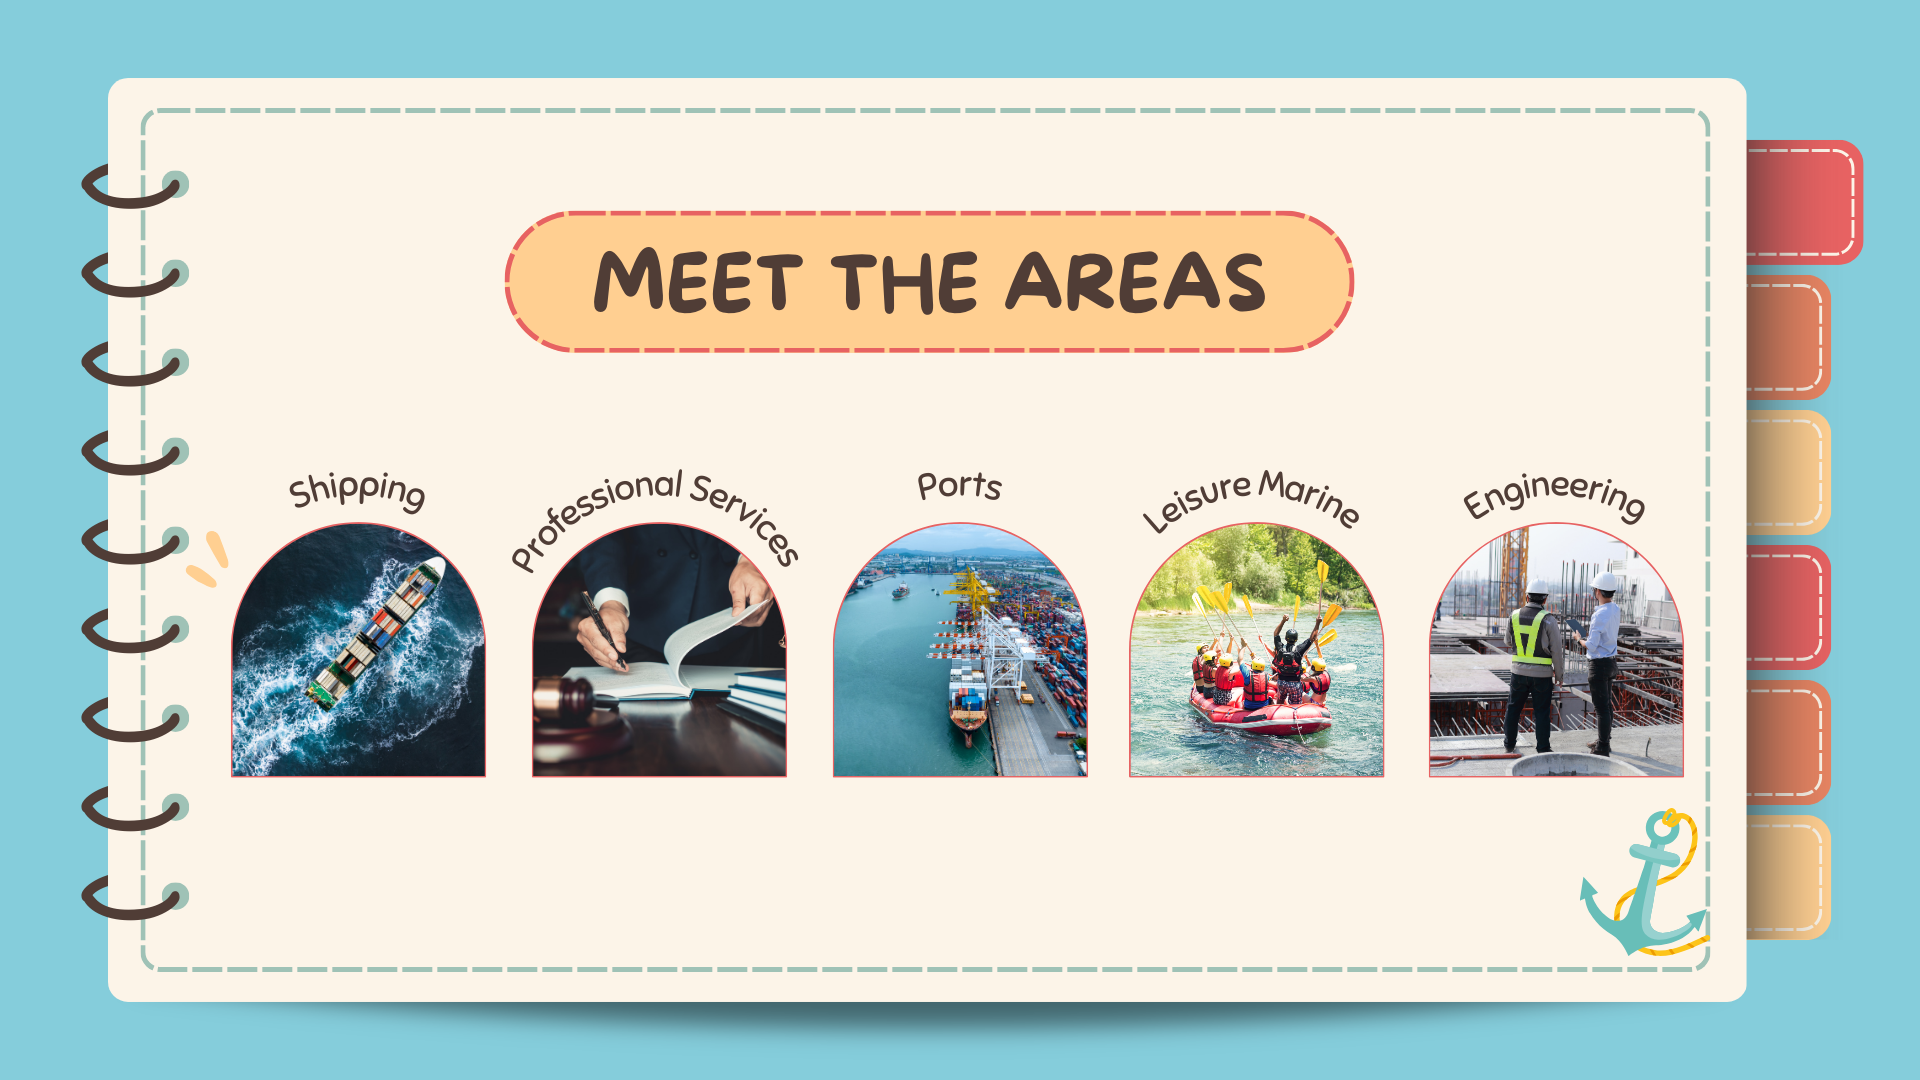 MEET THE AREAS
Shipping
Professional Services
Ports
Leisure Marine
Engineering